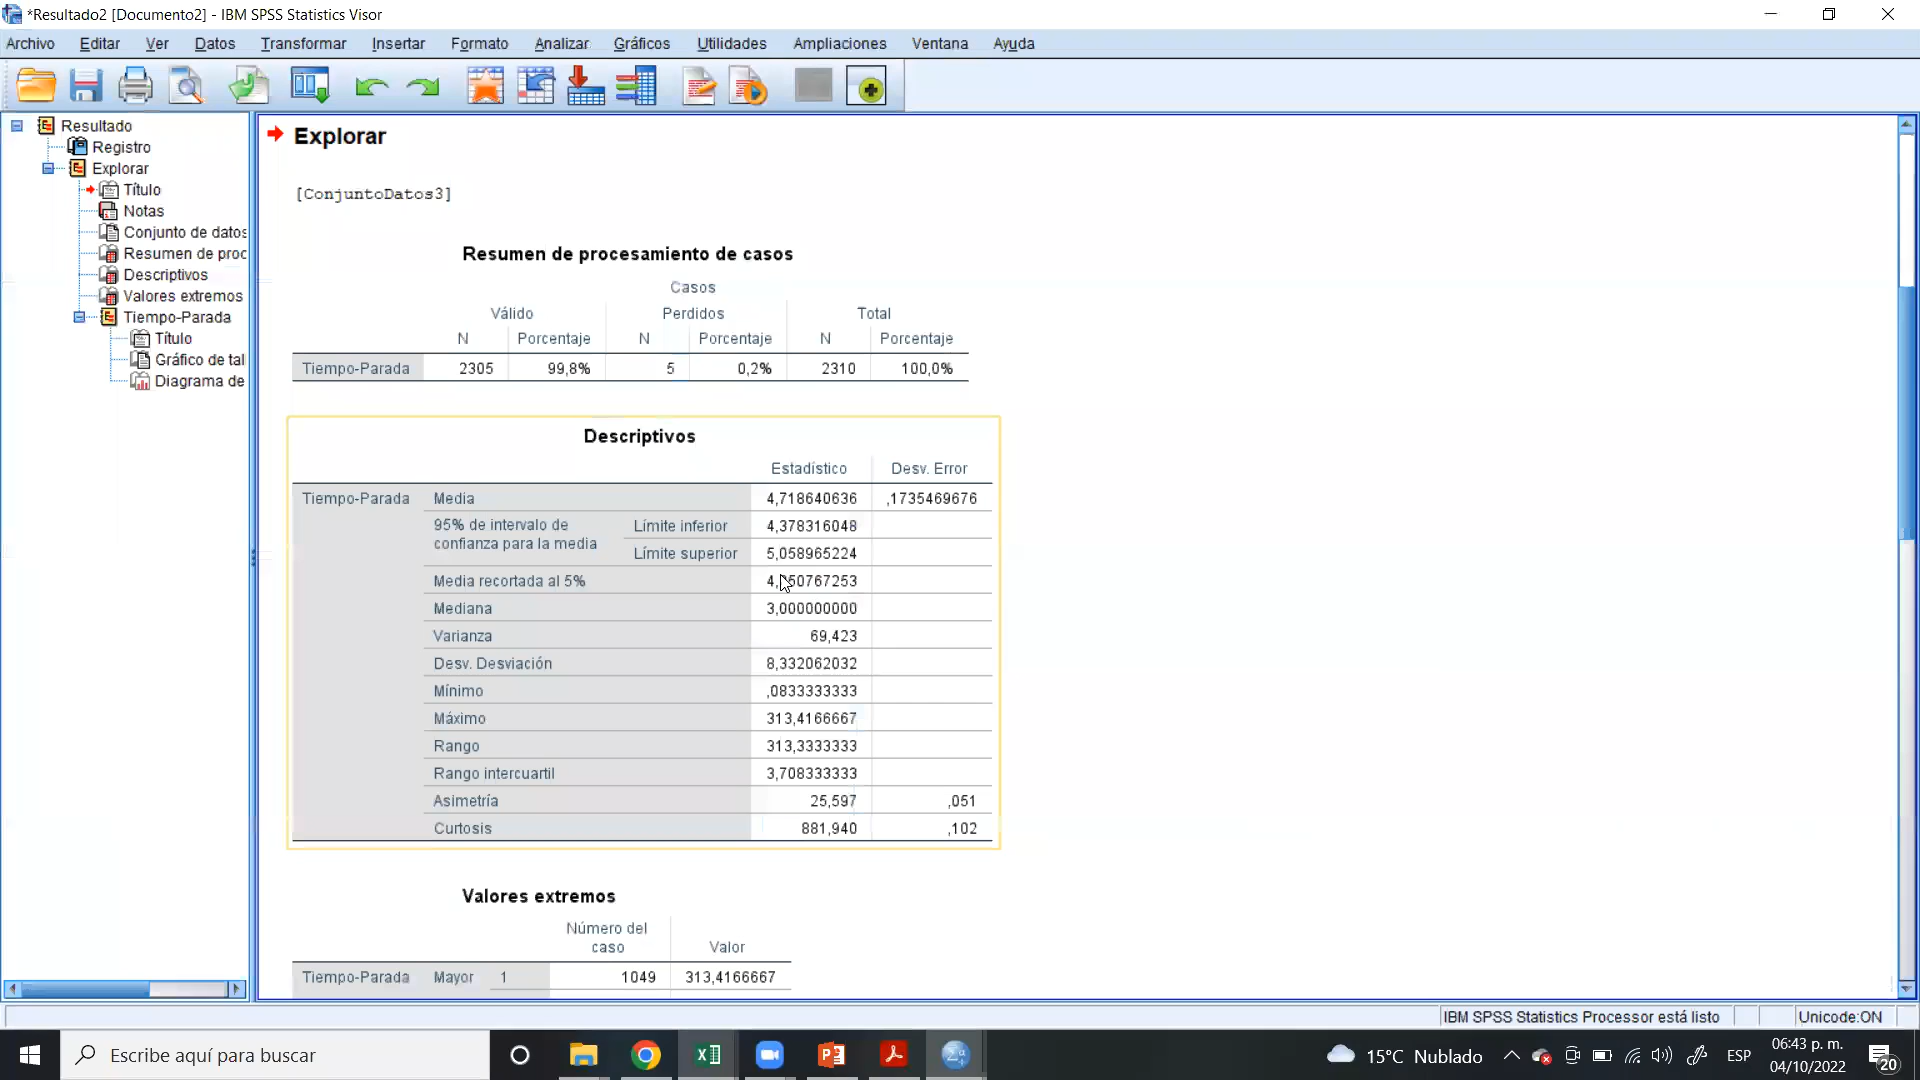 *Resultado2 [Documento2] - IBM SPSS Statistics Visor
Archivo Editar Ver Datos Transformar Insertar Formato Analizar Gráficos Utilidades Ampliaciones Ventana Ayuda
Resultado
Registro
Explorar
Título
Notas
Conjunto de datos
Resumen de proc
Descriptivos
Valores extremos
Tiempo-Parada
Título
Gráfico de tal
Diagrama de
Explorar
[ConjuntoDatos3]
Resumen de procesamiento de casos
Casos
Válido Perdidos Total
N Porcentaje N Porcentaje N Porcentaje
Tiempo-Parada 2305 99,8% 5 0,2% 2310 100,0%
Descriptivos
Estadístico Desv. Error
Tiempo-Parada Media 4,718640636 ,1735469676
95% de intervalo de confianza para la media Límite inferior 4,378316048
Límite superior 5,058965224
Media recortada al 5%
Mediana 3,000000000
Varianza 69,423
Desv. Desviación 8,332062032
Mínimo ,0833333333
Máximo 313,4166667
Rango 313,3333333
Rango intercuartil 3,708333333
Asimetría 25,597 ,051
Curtosis 881,940 ,102
Valores extremos
Número del caso Valor
Tiempo-Parada Mayor 1 1049 313,4166667
IBM SPSS Statistics Processor está listo Unicode:ON
Escribe aquí para buscar
15°C Nublado ESP 06:43 p. m.
04/10/2022 20